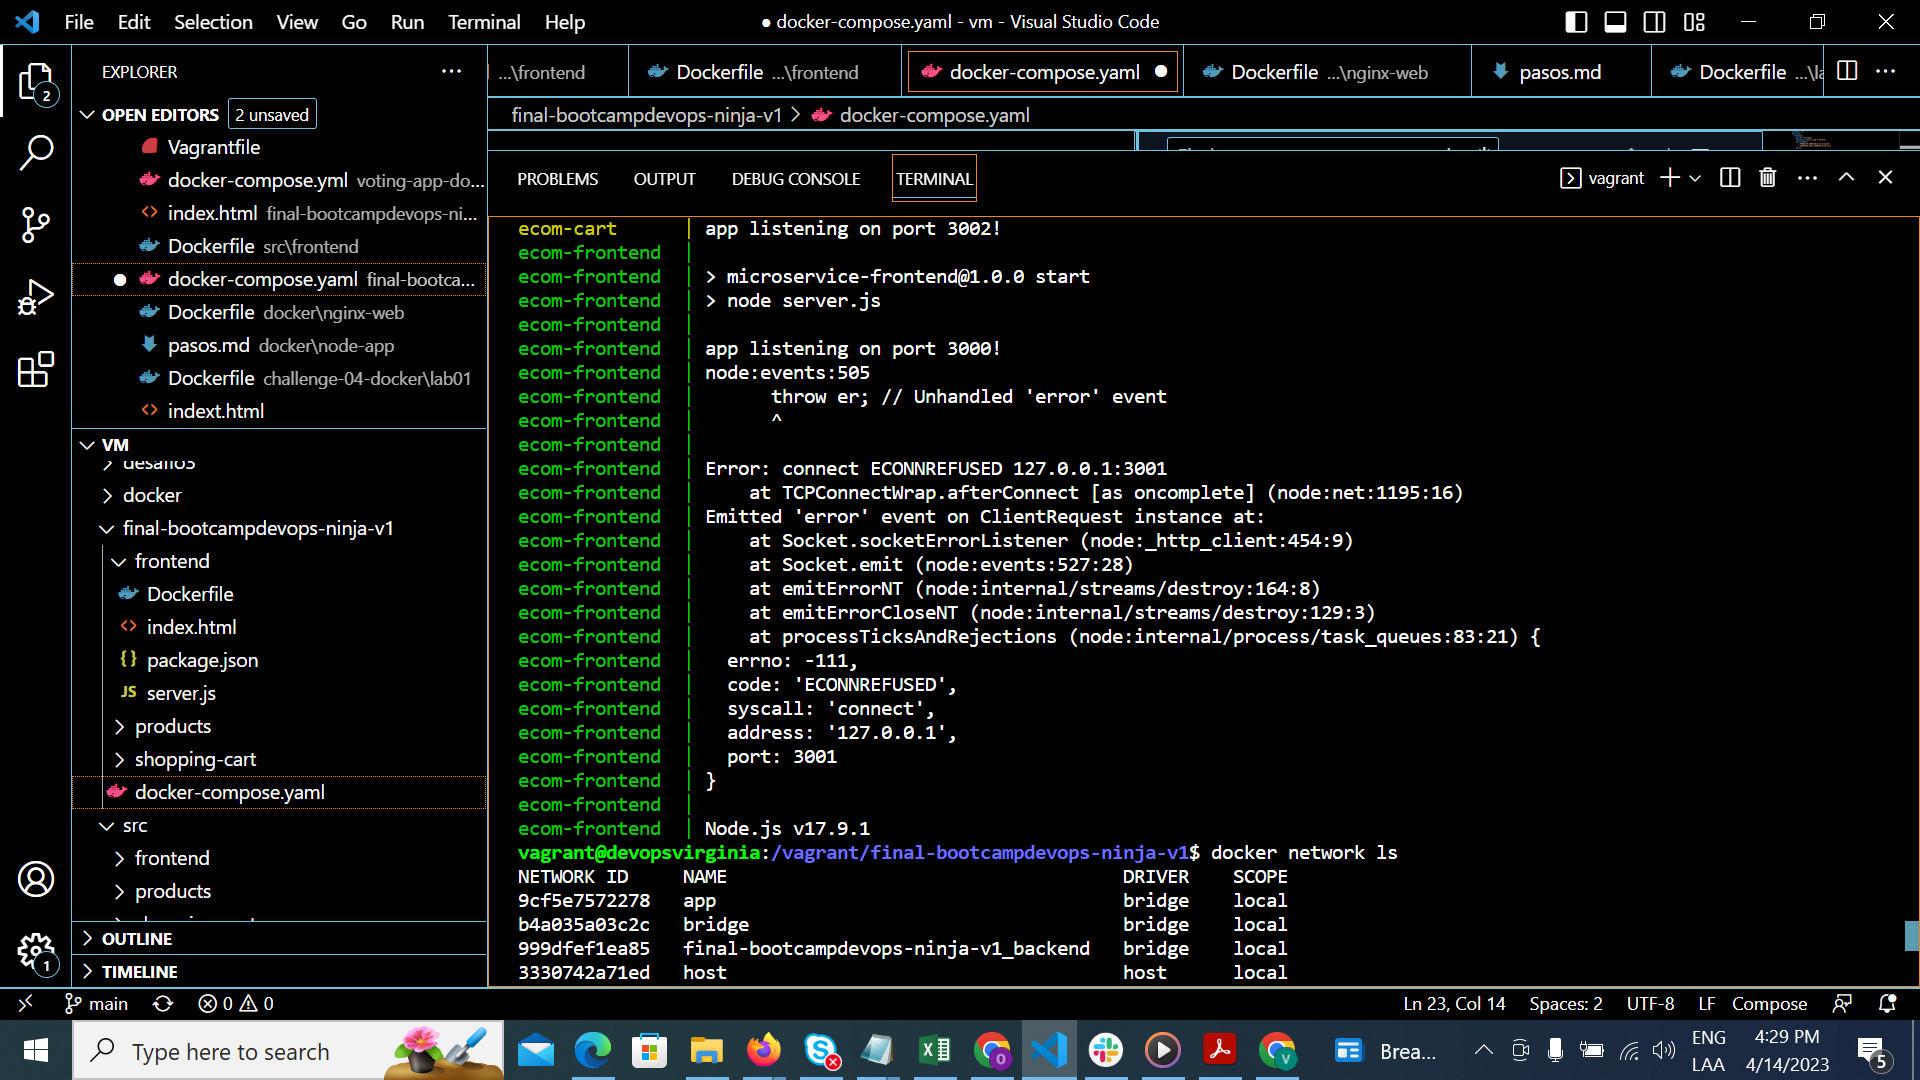 File Edit Selection View Go Run Terminal Help
● docker-compose.yaml - vm - Visual Studio Code
EXPLORER
...\frontend
Dockerfile ...\frontend
docker-compose.yaml
Dockerfile ...\nginx-web
pasos.md
Dockerfile
final-bootcampdevops-ninja-v1 > docker-compose.yaml
2
OPEN EDITORS 2 unsaved
Vagrantfile
docker-compose.yml voting-app-do...
index.html final-bootcampdevops-ni...
Dockerfile src\frontend
docker-compose.yaml final-bootca...
Dockerfile docker\nginx-web
pasos.md docker\node-app
Dockerfile challenge-04-docker\lab01
indext.html
VM
desafio3
docker
final-bootcampdevops-ninja-v1
frontend
Dockerfile
index.html
package.json
JS server.js
products
shopping-cart
docker-compose.yaml
src
frontend
products
OUTLINE
TIMELINE
1
PROBLEMS OUTPUT DEBUG CONSOLE TERMINAL
vagrant
ecom-cart | app listening on port 3002!
ecom-frontend |
ecom-frontend | > microservice-frontend@1.0.0 start
ecom-frontend | > node server.js
ecom-frontend |
ecom-frontend | app listening on port 3000!
ecom-frontend | node:events:505
ecom-frontend | throw er; // Unhandled 'error' event
ecom-frontend | ^
ecom-frontend |
ecom-frontend | Error: connect ECONNREFUSED 127.0.0.1:3001
ecom-frontend | at TCPConnectWrap.afterConnect [as oncomplete] (node:net:1195:16)
ecom-frontend | Emitted 'error' event on ClientRequest instance at:
ecom-frontend | at Socket.socketErrorListener (node:_http_client:454:9)
ecom-frontend | at Socket.emit (node:events:527:28)
ecom-frontend | at emitErrorNT (node:internal/streams/destroy:164:8)
ecom-frontend | at emitErrorCloseNT (node:internal/streams/destroy:129:3)
ecom-frontend | at processTicksAndRejections (node:internal/process/task_queues:83:21) {
ecom-frontend | errno: -111,
ecom-frontend | code: 'ECONNREFUSED',
ecom-frontend | syscall: 'connect',
ecom-frontend | address: '127.0.0.1',
ecom-frontend | port: 3001
ecom-frontend | }
ecom-frontend |
ecom-frontend | Node.js v17.9.1
vagrant@devopsvirginia:/vagrant/final-bootcampdevops-ninja-v1$ docker network ls
NETWORK ID NAME DRIVER SCOPE
9cf5e7572278 app bridge local
b4a035a03c2c bridge bridge local
999dfef1ea85 final-bootcampdevops-ninja-v1_backend bridge local
3330742a71ed host host local
main 0 0
Ln 23, Col 14 Spaces: 2 UTF-8 LF Compose
Type here to search
Brea...
ENG
LAA
4:29 PM
4/14/2023
5